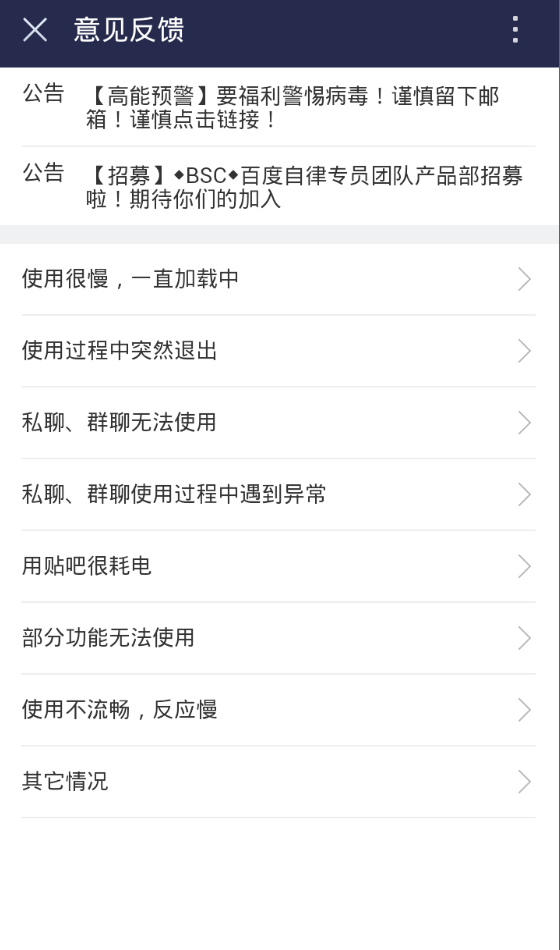 意见反馈
公告
【高能预警】要福利警惕病毒！谨慎留下邮
箱！谨慎点击链接！
公告
【招募】◆BSC◆百度自律专员团队产品部招募
啦！期待你们的加入
使用很慢，一直加载中
使用过程中突然退出
私聊、群聊无法使用
私聊、群聊使用过程中遇到异常
用贴吧很耗电
部分功能无法使用
使用不流畅，反应慢
其它情况